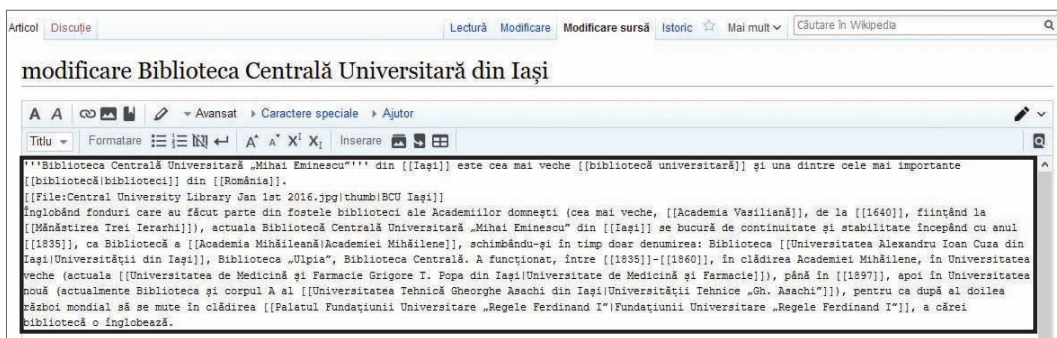 Articol Discuție Lectură Modificare Modificare sursă Istoric Mai mult Căutare în Wikipedia
modificare Biblioteca Centrală Universitară din Iași
A A Avansat Caractere speciale Ajutor
Titlu Formatare Inserare
'''Biblioteca Centrală Universitară „Mihai Eminescu”''' din [[Iași]] este cea mai veche [[bibliotecă universitară]] și una dintre cele mai importante
[[bibliotecă|biblioteci]] din [[România]].
[[File:Central University Library Jan 1st 2016.jpg|thumb|BCU Iași]]
Înglobând fonduri care au făcut parte din fostele biblioteci ale Academiilor domnești (cea mai veche, [[Academia Vasiliană]], de la [[1640]], ființând la
[[Mănăstirea Trei Ierarhi]]), actuala Bibliotecă Centrală Universitară „Mihai Eminescu” din [[Iași]] se bucură de continuitate și stabilitate începând cu anul
[[1835]], ca Bibliotecă a [[Academia Mihăileană|Academiei Mihăilene]], schimbându-și în timp doar denumirea: Biblioteca [[Universitatea Alexandru Ioan Cuza din
Iași|Universității din Iași]], Biblioteca „Ulpia”, Biblioteca Centrală. A funcționat, între [[1835]]-[[1860]], în clădirea Academiei Mihăilene, în Universitatea
veche (actuala [[Universitatea de Medicină și Farmacie Grigore T. Popa din Iași|Universitate de Medicină și Farmacie]]), până în [[1897]], apoi în Universitatea
nouă (actualmente Biblioteca și corpul A al [[Universitatea Tehnică Gheorghe Asachi din Iași|Universității Tehnice „Gh. Asachi”]]), pentru ca după al doilea
război mondial să se mute în clădirea [[Palatul Fundațiunii Universitare „Regele Ferdinand I”|Fundațiunii Universitare „Regele Ferdinand I”]], a cărei
bibliotecă o înglobează.